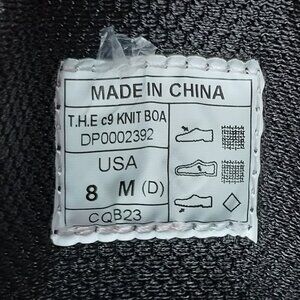 MADE IN CHINA
T.H.E c9 KNIT BOA
DP0002392
USA
8 M (D)
CQB23